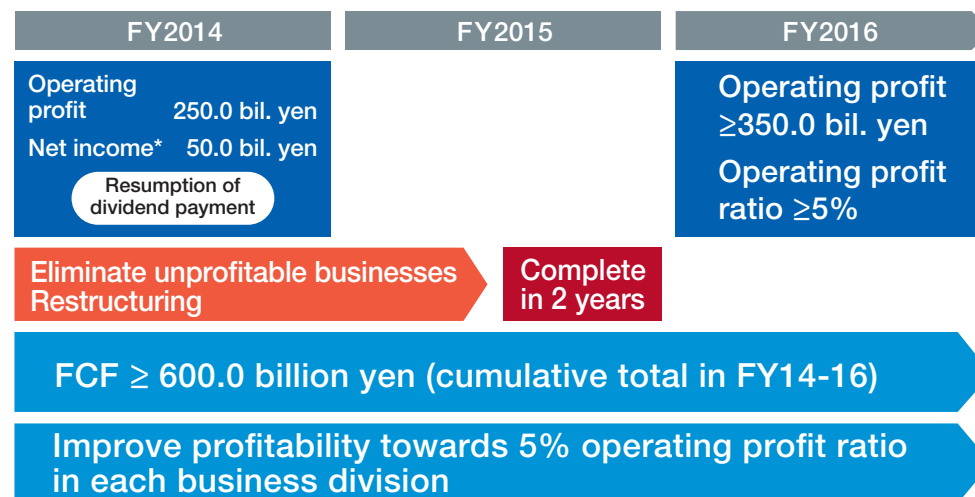 FY2014
FY2015
FY2016
Operating
profit 250.0 bil. yen
Net income* 50.0 bil. yen
Resumption of
dividend payment
Operating profit
≥350.0 bil. yen
Operating profit
ratio ≥5%
Eliminate unprofitable businesses
Restructuring
Complete
in 2 years
FCF ≥ 600.0 billion yen (cumulative total in FY14-16)
Improve profitability towards 5% operating profit ratio
in each business division